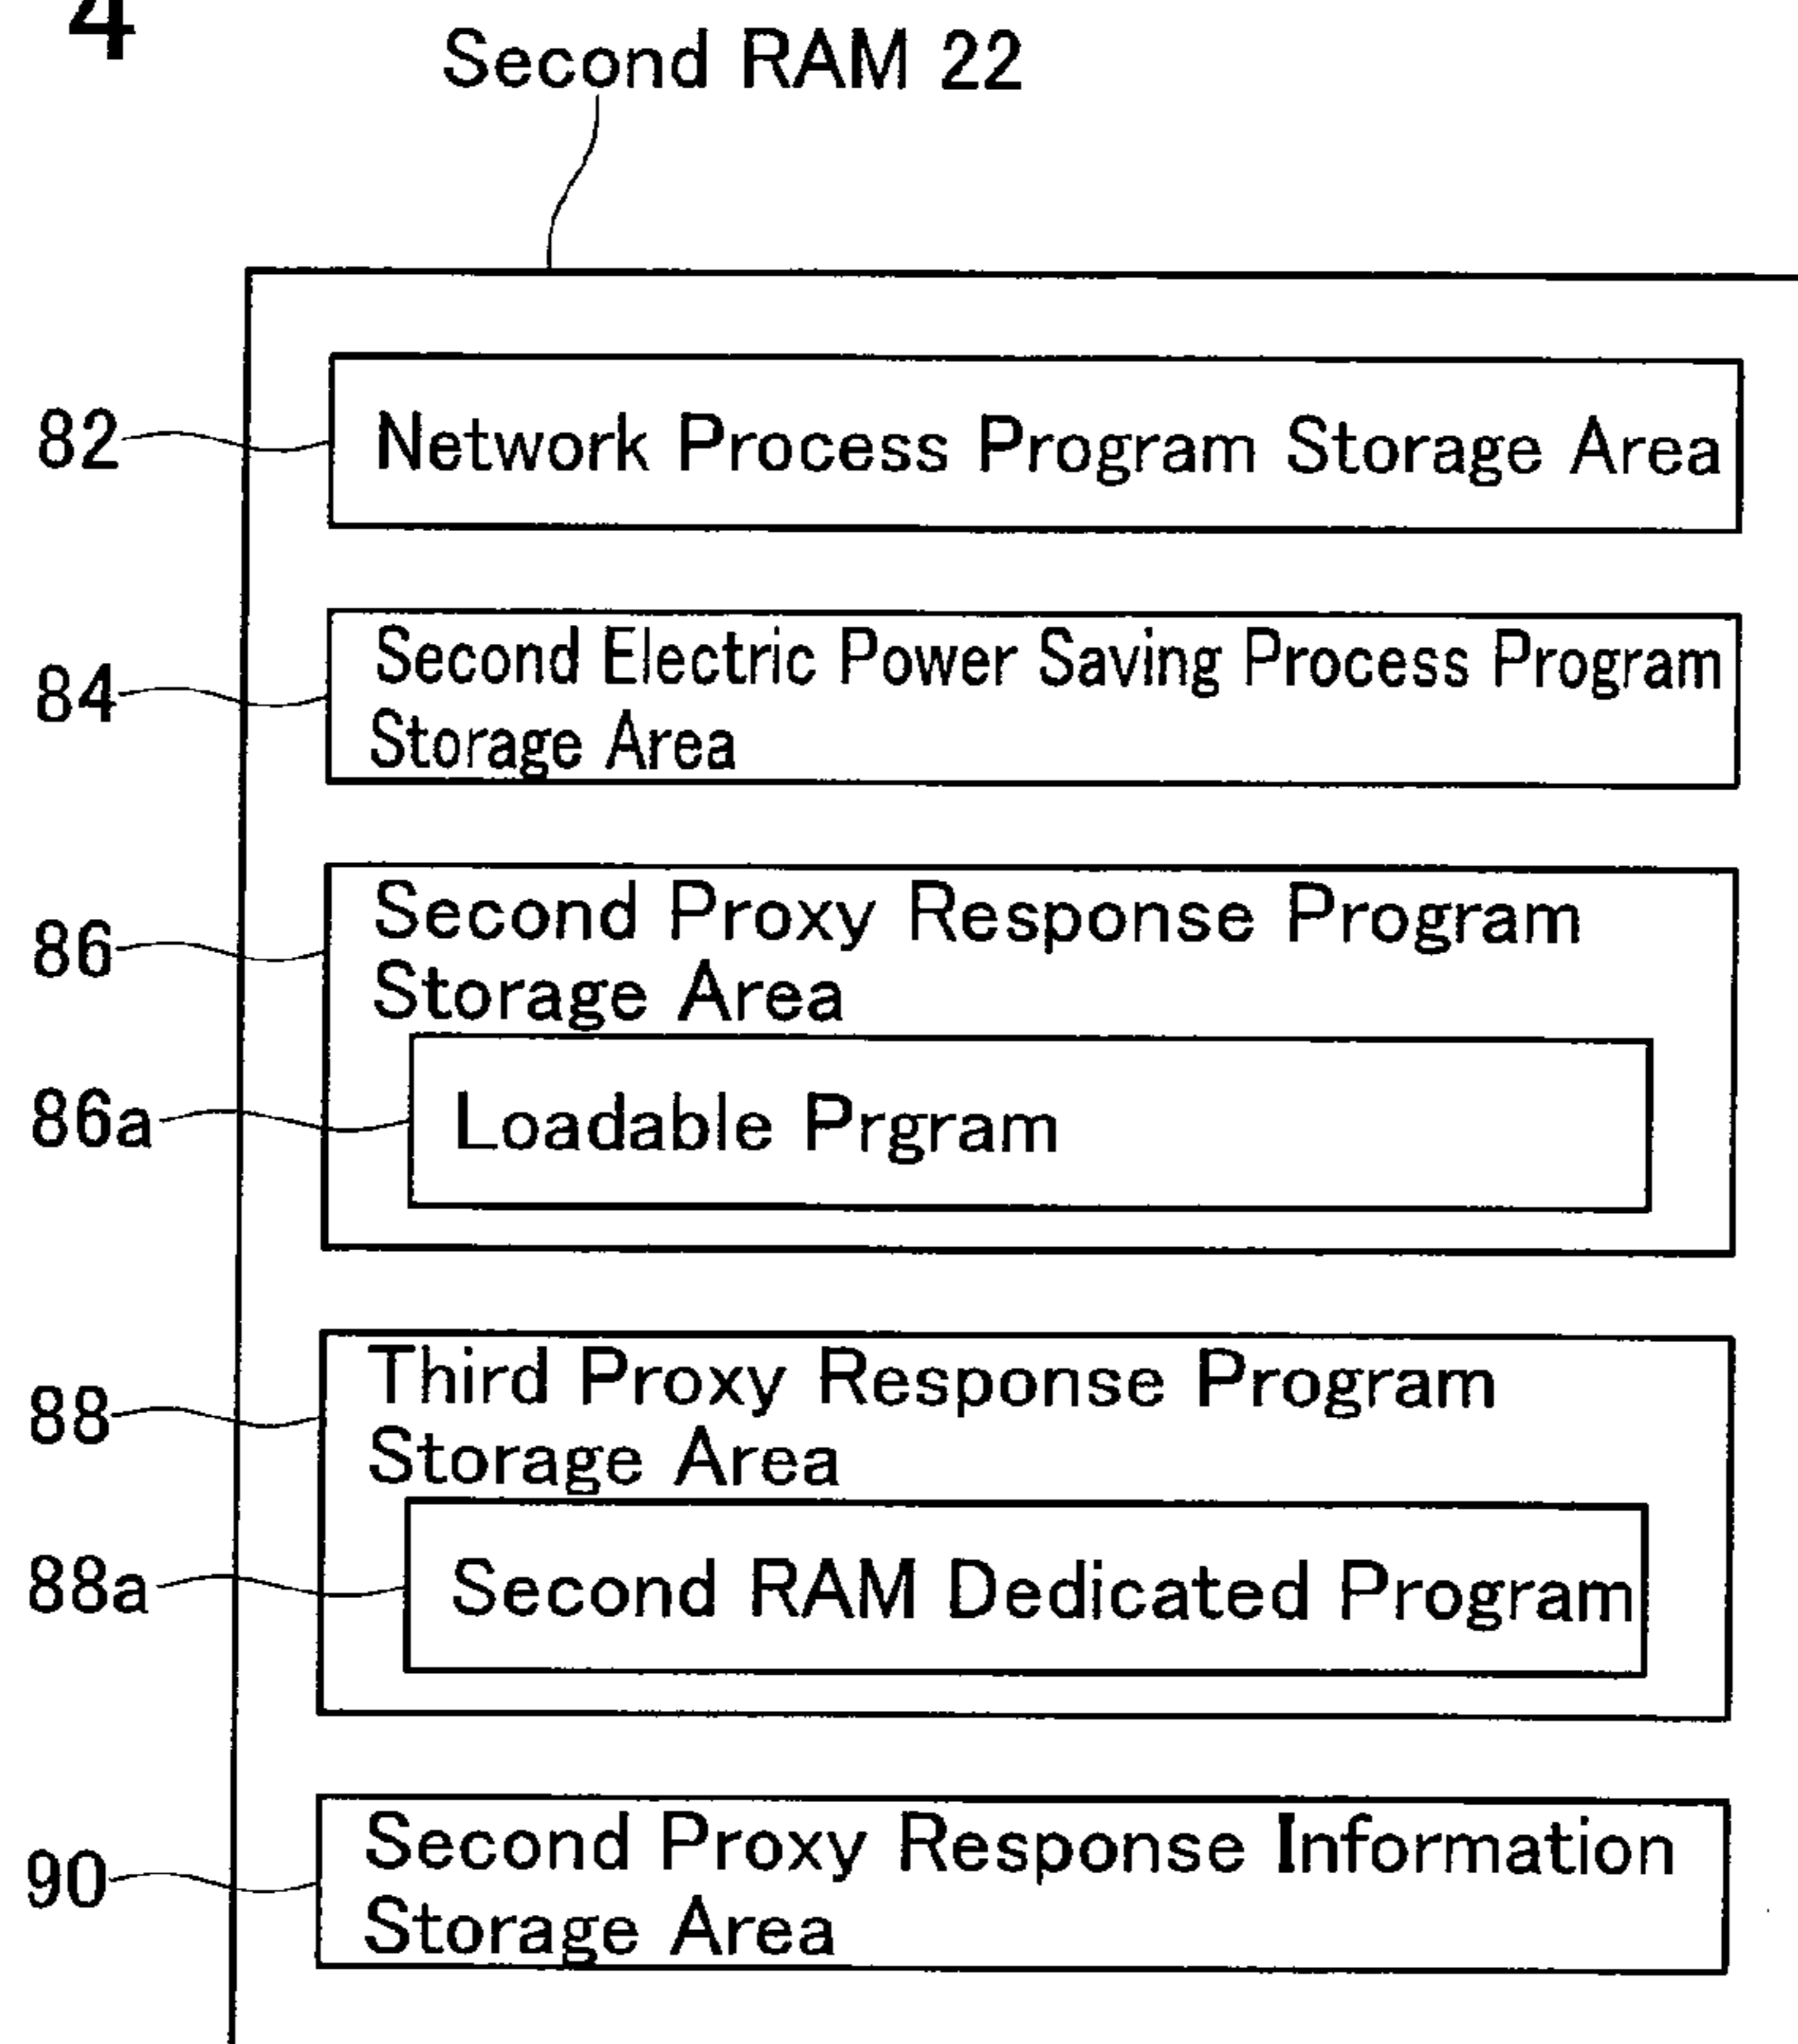 4
Second RAM 22
82
Network Process Program Storage Area
84
Second Electric Power Saving Process Program
Storage Area
86
Second Proxy Response Program
Storage Area
86a
Loadable Prgram
88
Third Proxy Response Program
Storage Area
88a
Second RAM Dedicated Program
90
Second Proxy Response Information
Storage Area